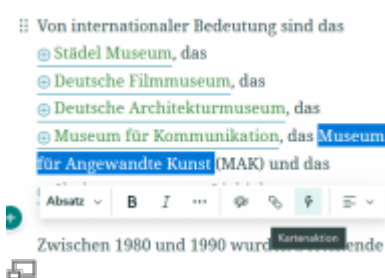 Von internationaler Bedeutung sind das
Städel Museum, das
Deutsche Filmmuseum, das
Deutsche Architekturmuseum, das
Museum für Kommunikation, das Museum
für Angewandte Kunst (MAK) und das
Absatz B I ...
Kartenaktion
Zwischen 1980 und 1990